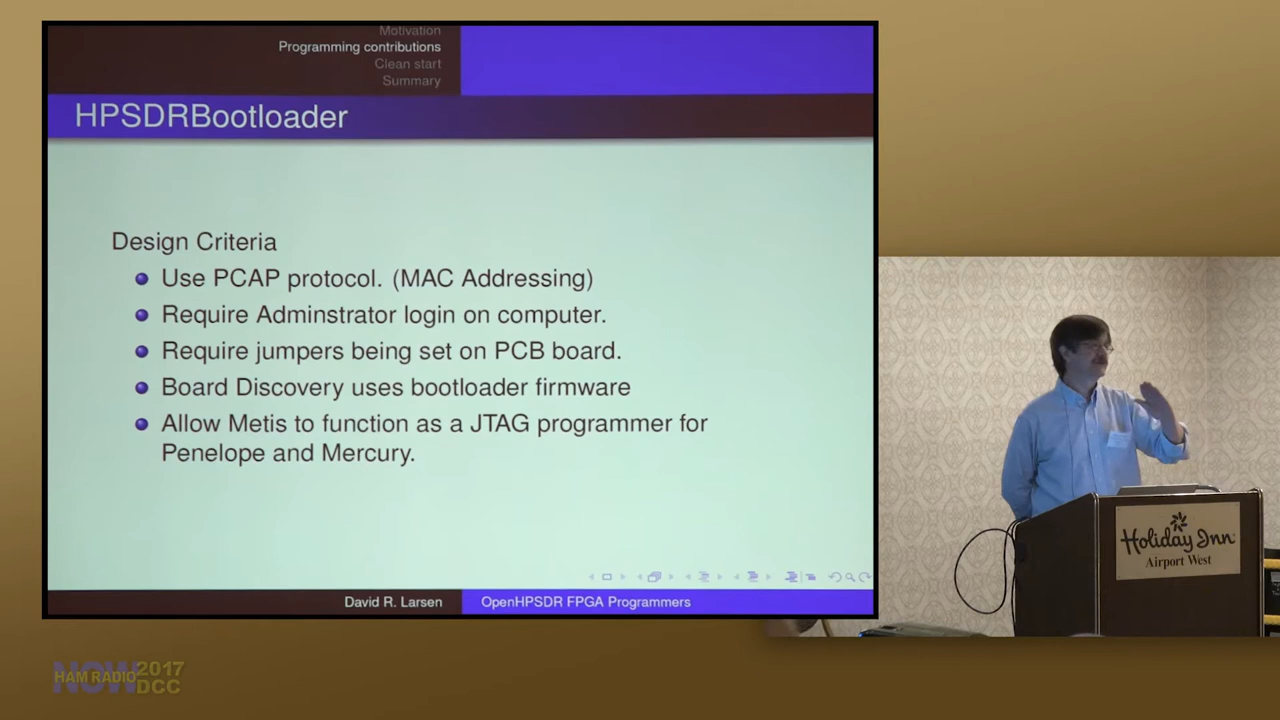 Motivation
Programming contributions
Clean start
Summary
HPSDRBootloader
Design Criteria
Use PCAP protocol. (MAC Addressing)
Require Adminstrator login on computer.
Require jumpers being set on PCB board.
Board Discovery uses bootloader firmware
Allow Metis to function as a JTAG programmer for
Penelope and Mercury.
David R. Larsen
OpenHPSDR FPGA Programmers
Holiday Inn
Airport West
NOW
HAM RADIO
2017
DCC